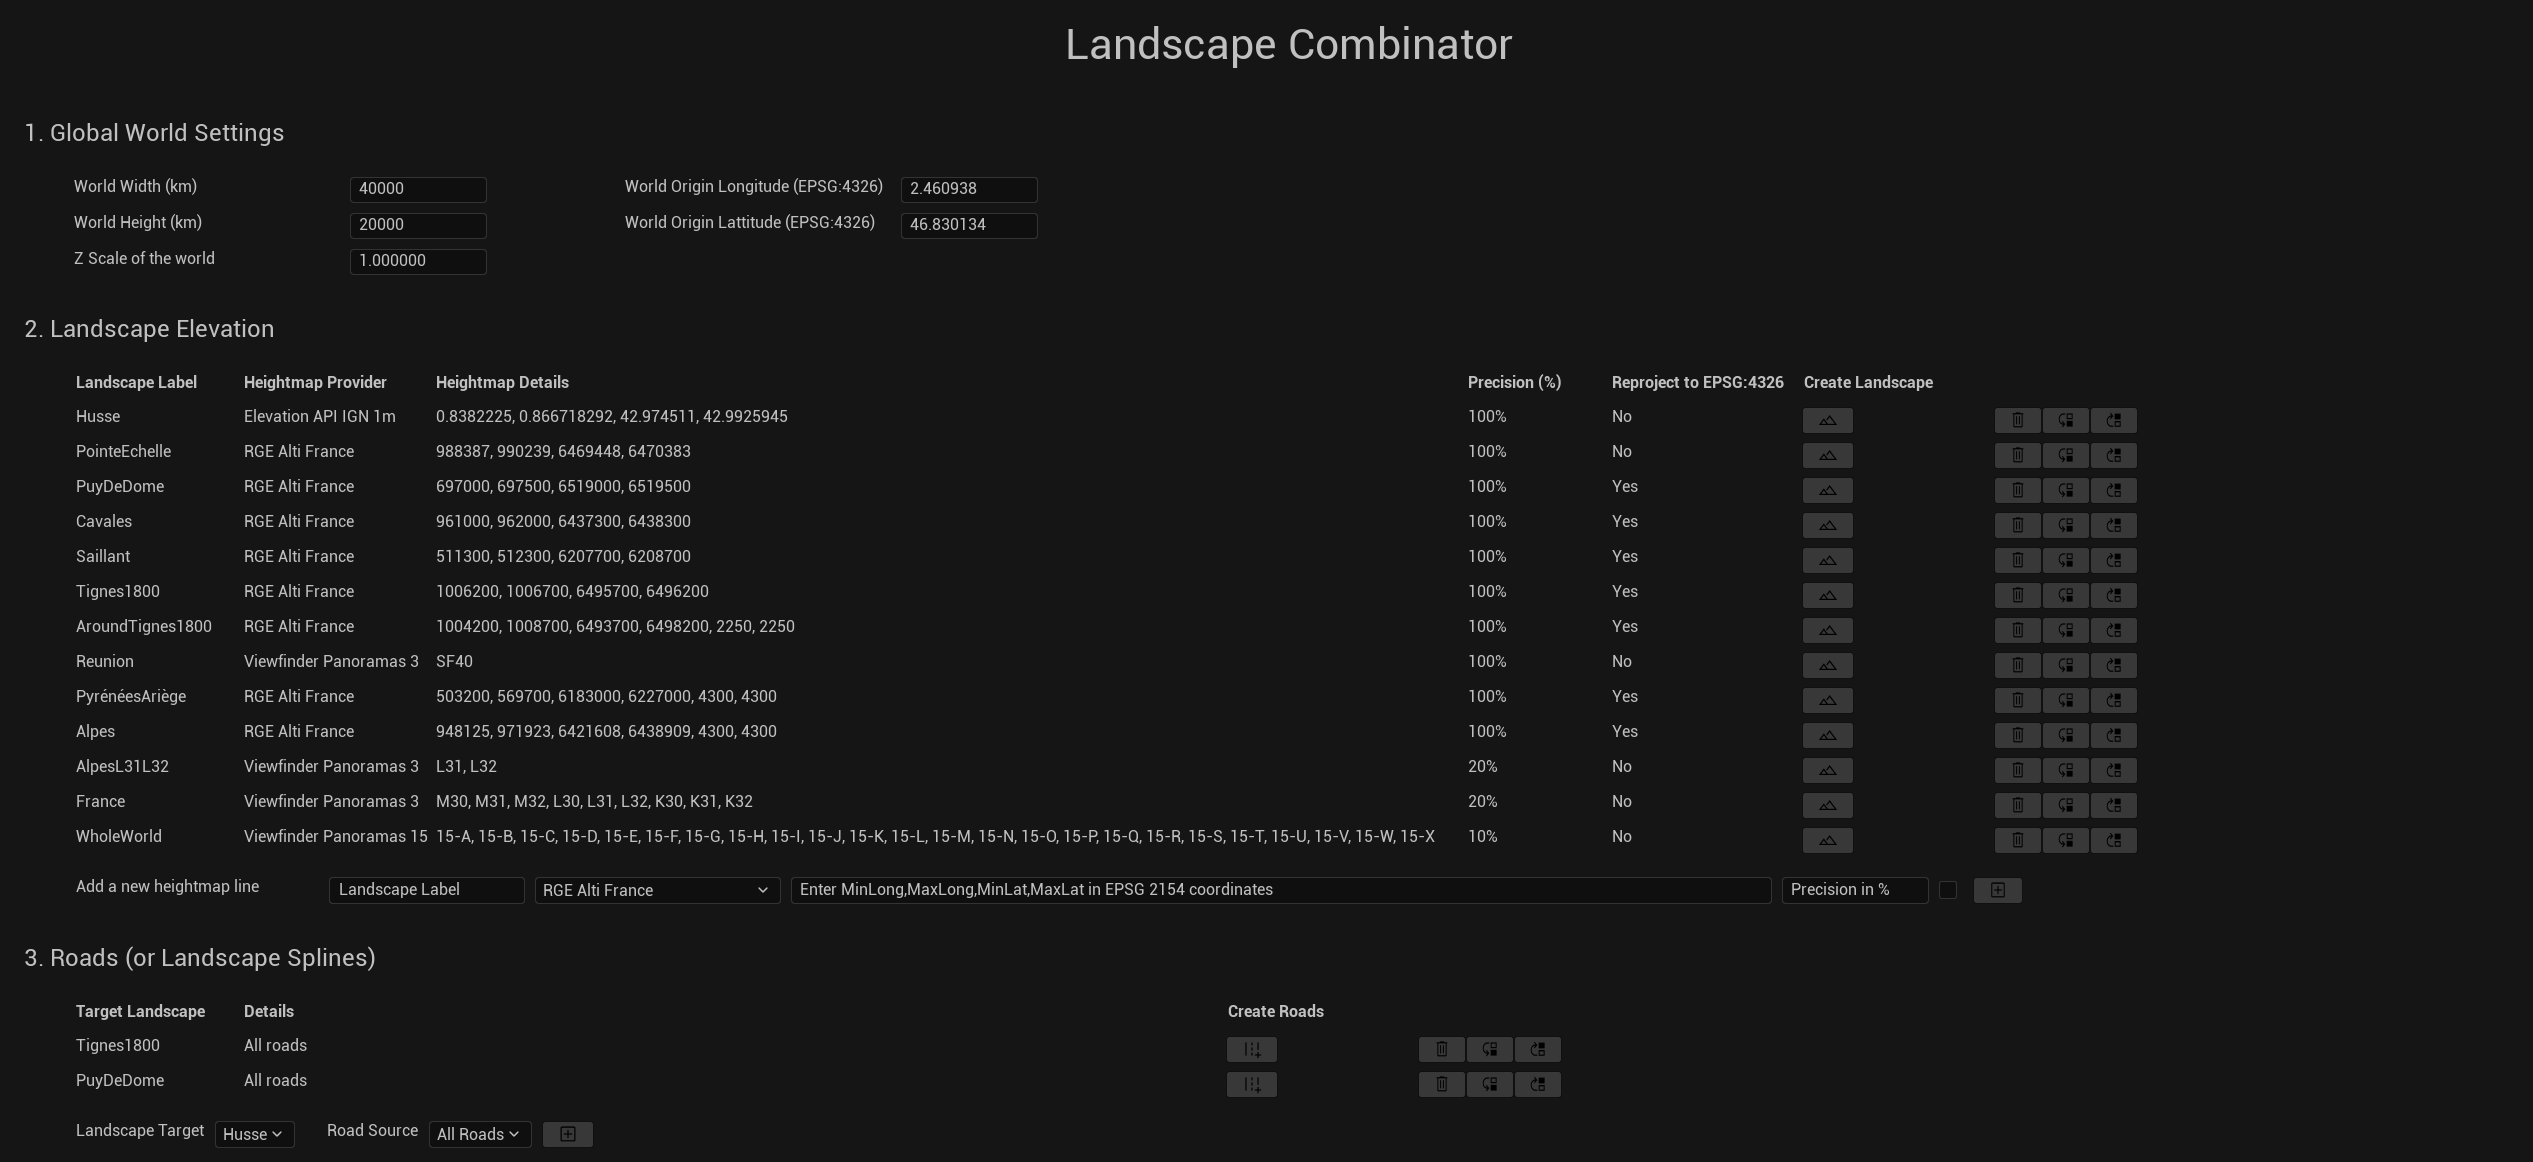 Landscape Combinator
1. Global World Settings
World Width (km) 40000 World Origin Longitude (EPSG:4326) 2.460938
World Height (km) 20000 World Origin Lattitude (EPSG:4326) 46.830134
Z Scale of the world 1.000000
2. Landscape Elevation
Landscape Label Heightmap Provider Heightmap Details Precision (%) Reproject to EPSG:4326 Create Landscape
Husse Elevation API IGN 1m 0.8382225, 0.866718292, 42.974511, 42.9925945 100% No
PointeEchelle RGE Alti France 988387, 990239, 6469448, 6470383 100% No
PuyDeDome RGE Alti France 697000, 697500, 6519000, 6519500 100% Yes
Cavales RGE Alti France 961000, 962000, 6437300, 6438300 100% Yes
Saillant RGE Alti France 511300, 512300, 6207700, 6208700 100% Yes
Tignes1800 RGE Alti France 1006200, 1006700, 6495700, 6496200 100% Yes
AroundTignes1800 RGE Alti France 1004200, 1008700, 6493700, 6498200, 2250, 2250 100% Yes
Reunion Viewfinder Panoramas 3 SF40 100% No
PyrénéesAriège RGE Alti France 503200, 569700, 6183000, 6227000, 4300, 4300 100% Yes
Alpes RGE Alti France 948125, 971923, 6421608, 6438909, 4300, 4300 100% Yes
AlpesL31L32 Viewfinder Panoramas 3 L31, L32 20% No
France Viewfinder Panoramas 3 M30, M31, M32, L30, L31, L32, K30, K31, K32 20% No
WholeWorld Viewfinder Panoramas 15 15-A, 15-B, 15-C, 15-D, 15-E, 15-F, 15-G, 15-H, 15-I, 15-J, 15-K, 15-L, 15-M, 15-N, 15-O, 15-P, 15-Q, 15-R, 15-S, 15-T, 15-U, 15-V, 15-W, 15-X 10% No
Add a new heightmap line Landscape Label RGE Alti France Enter MinLong,MaxLong,MinLat,MaxLat in EPSG 2154 coordinates Precision in %
3. Roads (or Landscape Splines)
Target Landscape Details Create Roads
Tignes1800 All roads
PuyDeDome All roads
Landscape Target Husse Road Source All Roads